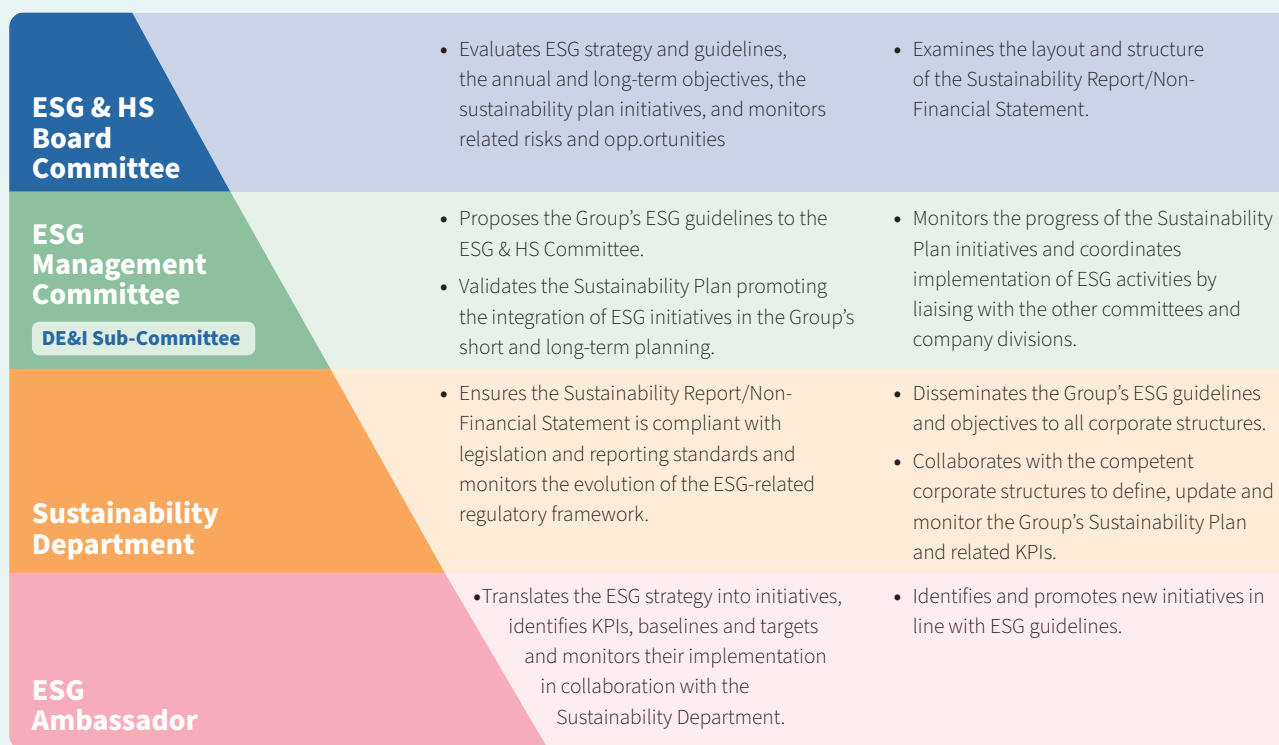 ESG & HS
Board
Committee
• Evaluates ESG strategy and guidelines,
the annual and long-term objectives, the
sustainability plan initiatives, and monitors
related risks and opp.ortunities
• Examines the layout and structure
of the Sustainability Report/Non-
Financial Statement.
ESG
Management
Committee
DE&I Sub-Committee
• Proposes the Group’s ESG guidelines to the
ESG & HS Committee.
• Validates the Sustainability Plan promoting
the integration of ESG initiatives in the Group’s
short and long-term planning.
• Monitors the progress of the Sustainability
Plan initiatives and coordinates
implementation of ESG activities by
liaising with the other committees and
company divisions.
Sustainability
Department
• Ensures the Sustainability Report/Non-
Financial Statement is compliant with
legislation and reporting standards and
monitors the evolution of the ESG-related
regulatory framework.
• Disseminates the Group’s ESG guidelines
and objectives to all corporate structures.
• Collaborates with the competent
corporate structures to define, update and
monitor the Group’s Sustainability Plan
and related KPIs.
ESG
Ambassador
•Translates the ESG strategy into initiatives,
identifies KPIs, baselines and targets
and monitors their implementation
in collaboration with the
Sustainability Department.
• Identifies and promotes new initiatives in
line with ESG guidelines.